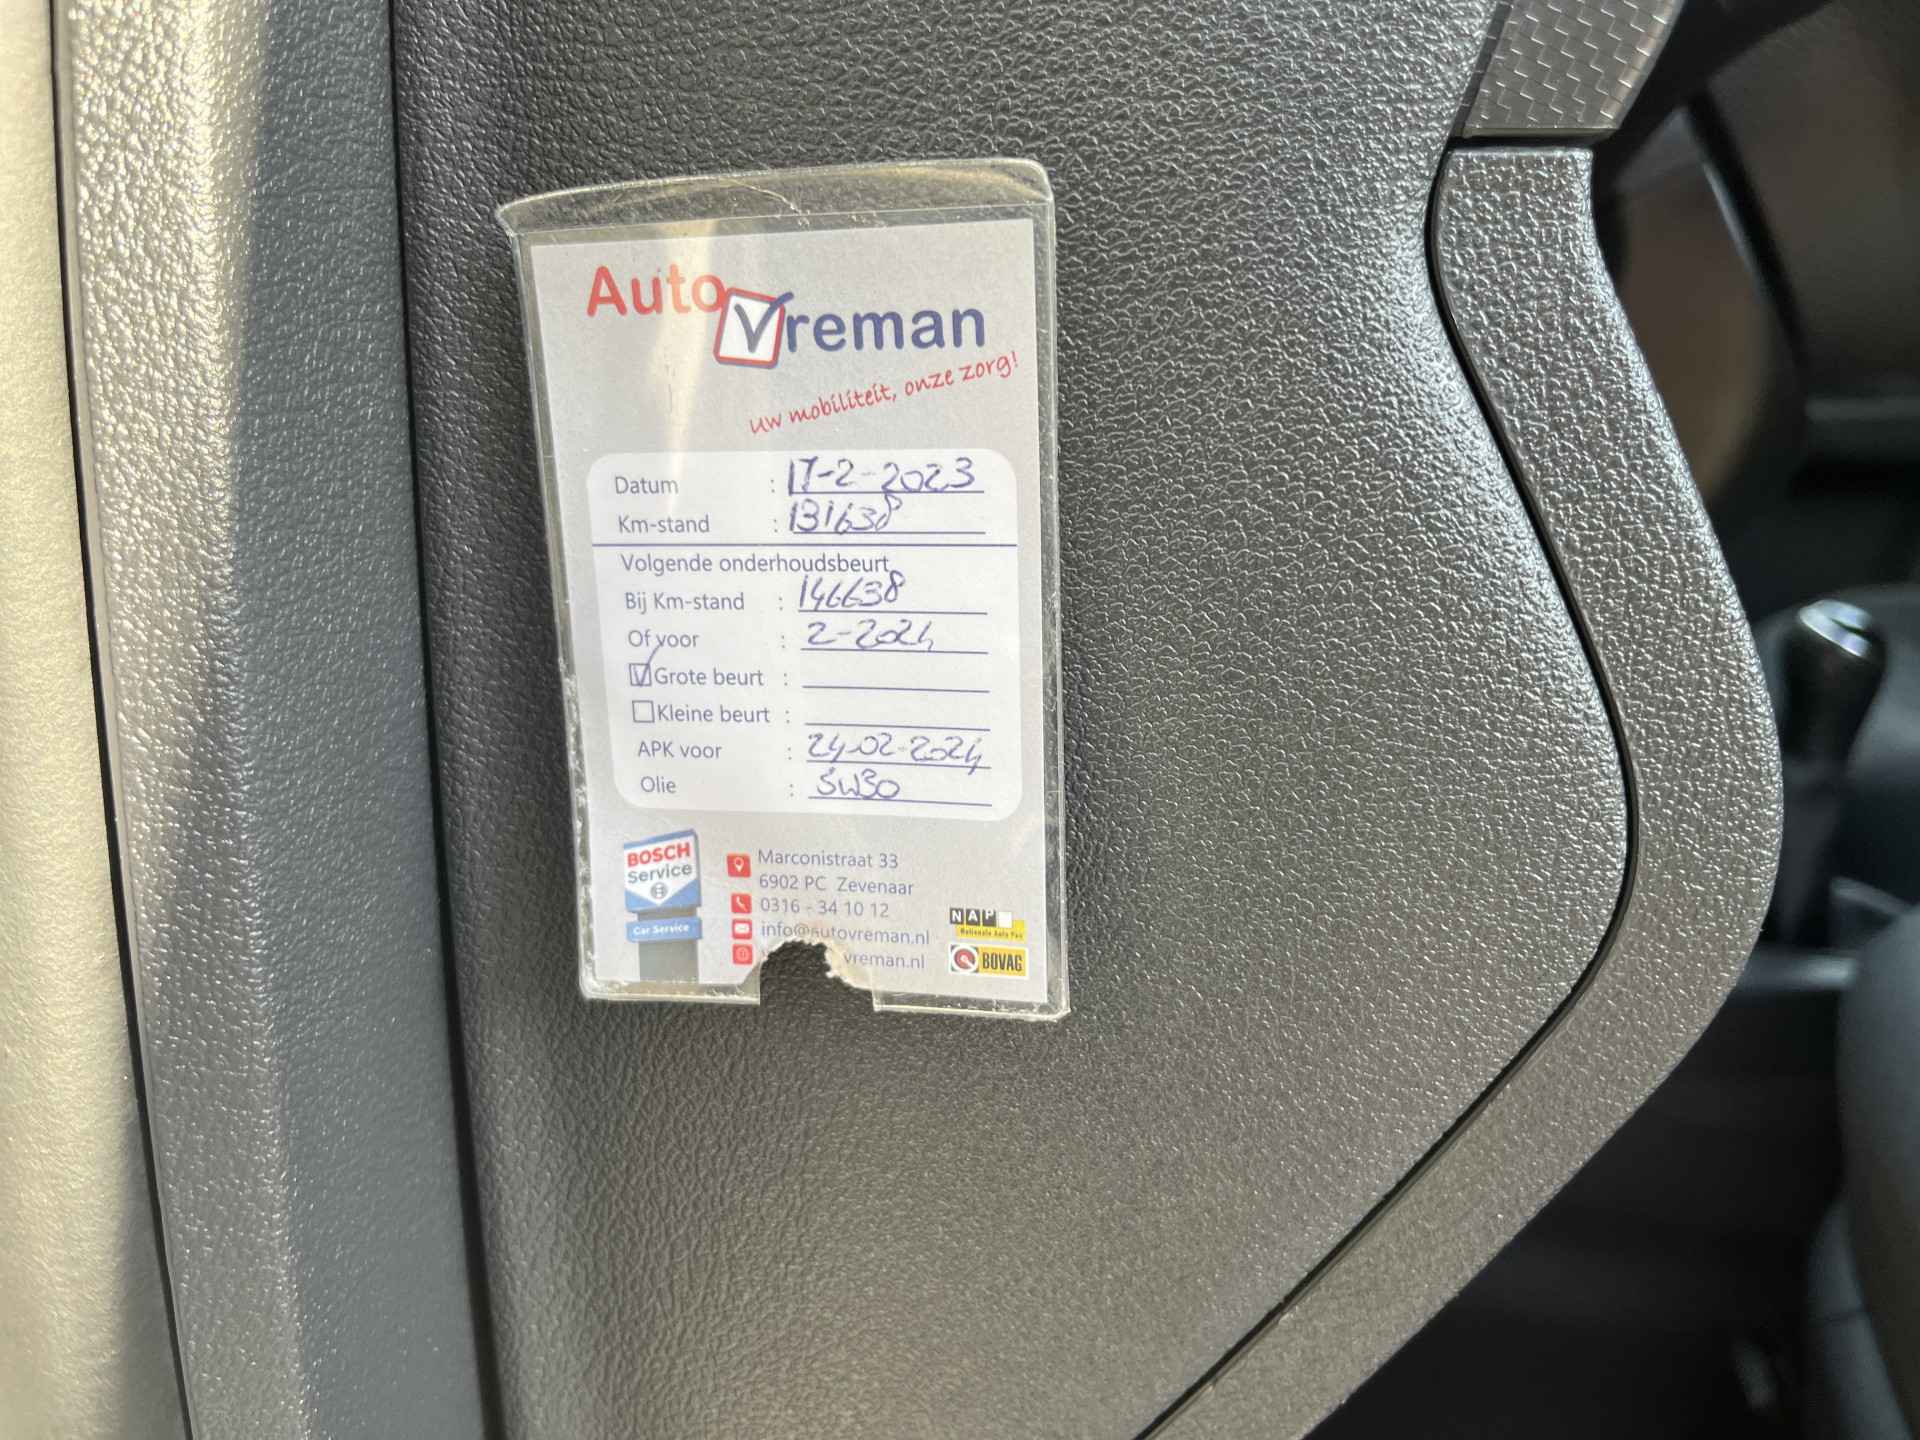 Auto Vreman
uw mobiliteit, onze zorg!
Datum : 17-2-2023
Km-stand : 131638
Volgende onderhoudsbeurt
Bij Km-stand : 146638
Of voor : 2-2024
Grote beurt :
Kleine beurt :
APK voor : 24-02-2024
Olie : 5W30
BOSCH
Service
Car Service
Marconistraat 33
6902 PC Zevenaar
0316 - 34 10 12
info@autovreman.nl
vreman.nl
NAP
Nationale Auto Pas
BOVAG